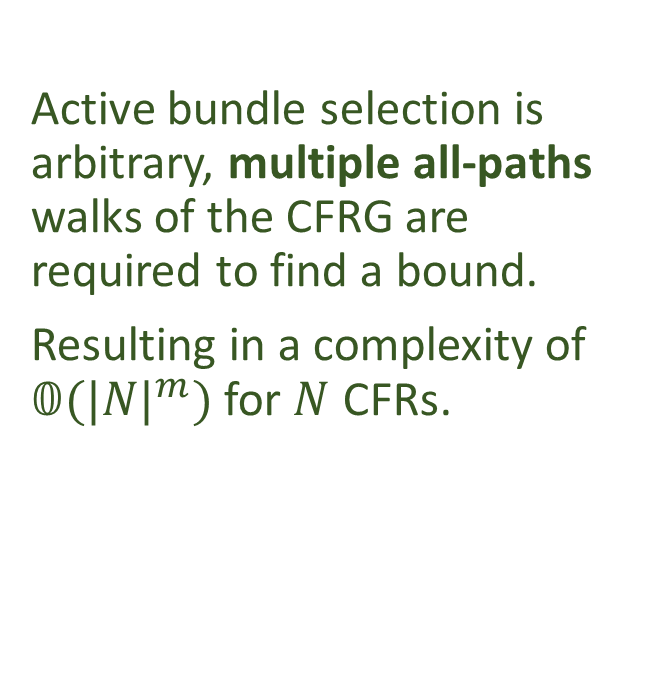 Active bundle selection is
arbitrary, multiple all-paths
walks of the CFRG are
required to find a bound.
Resulting in a complexity of
𝕆(|𝑁|ᵐ) for 𝑁 CFRs.